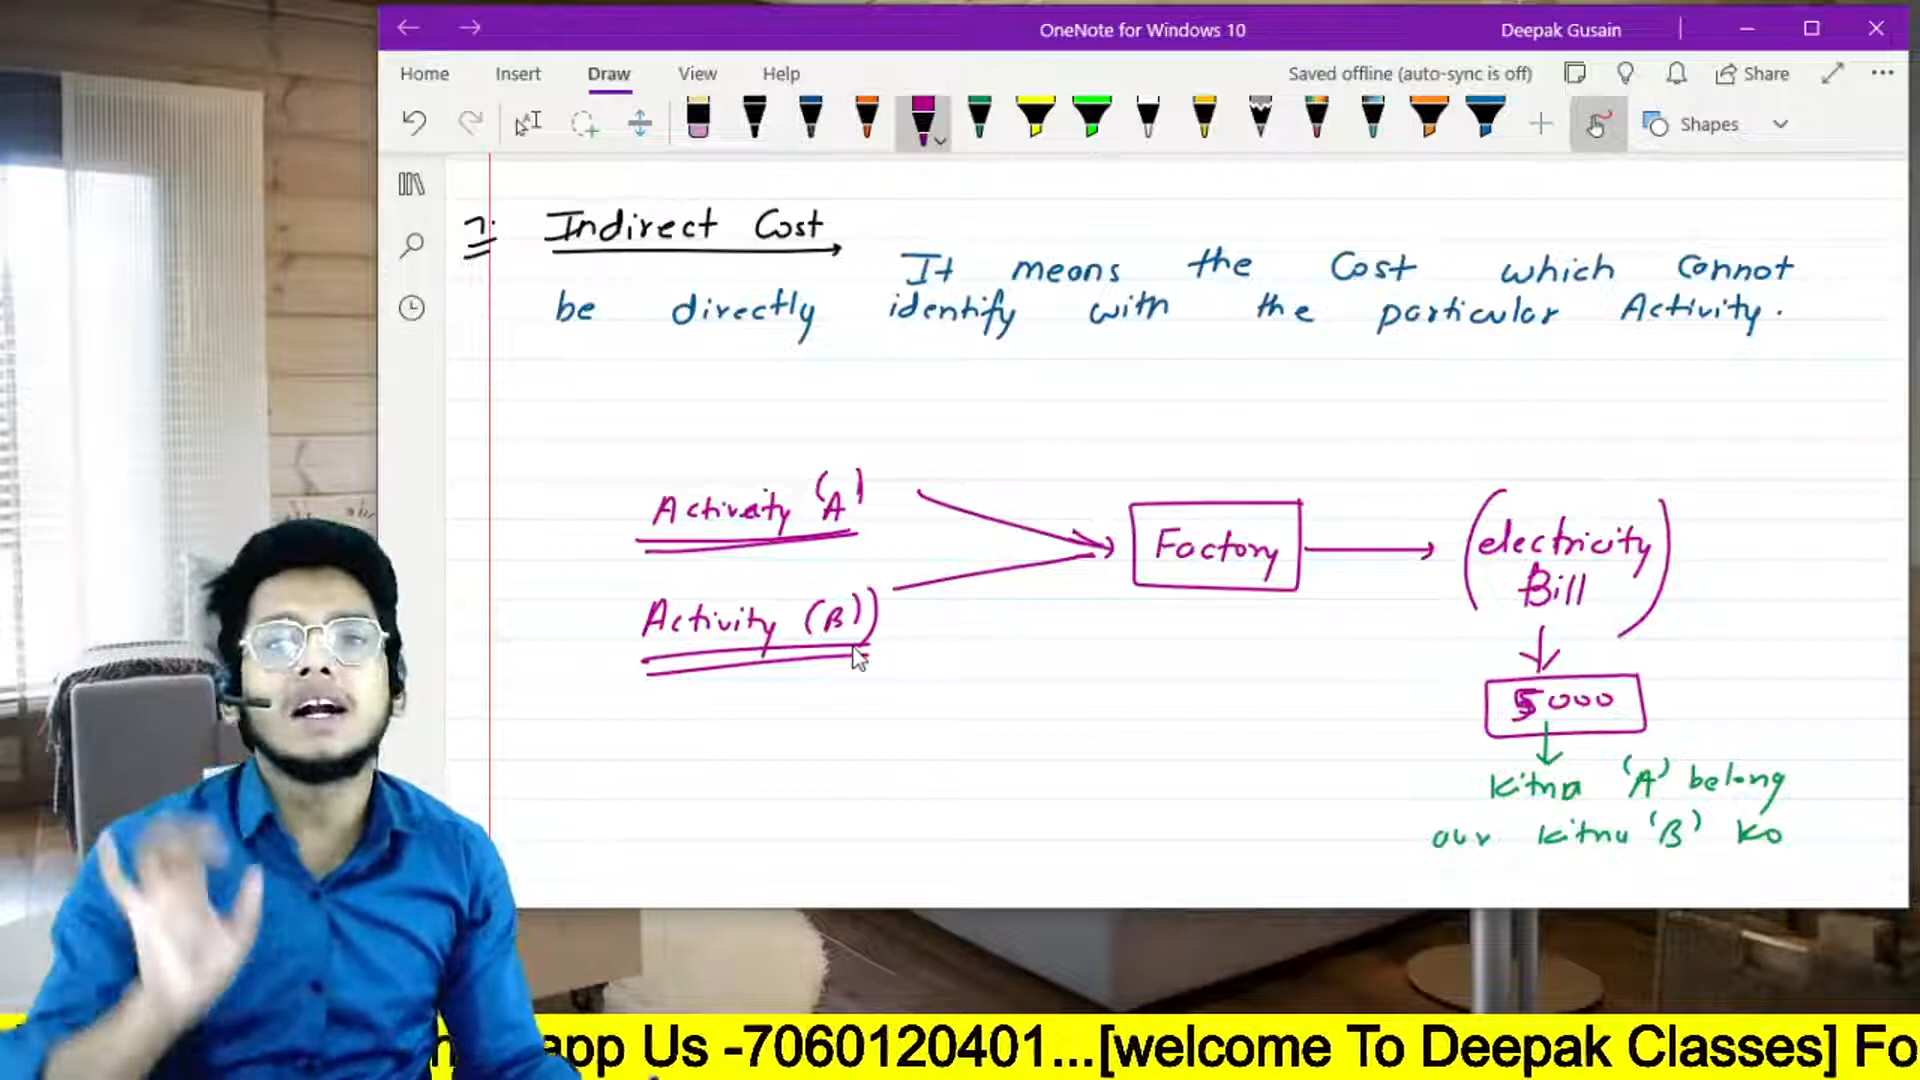 OneNote for Windows 10
Deepak Gusain
Home Insert Draw View Help
Saved offline (auto-sync is off)
Share
Shapes
7. Indirect Cost
It means the Cost which Connot
be directly identify with the particular Activity.
Activity (A)
Activity (B)
Factory
(electricity
Bill)
5000
Kitna 'A' belong
aur kitna 'B' Ko
app Us -7060120401...[welcome To Deepak Classes] Fo